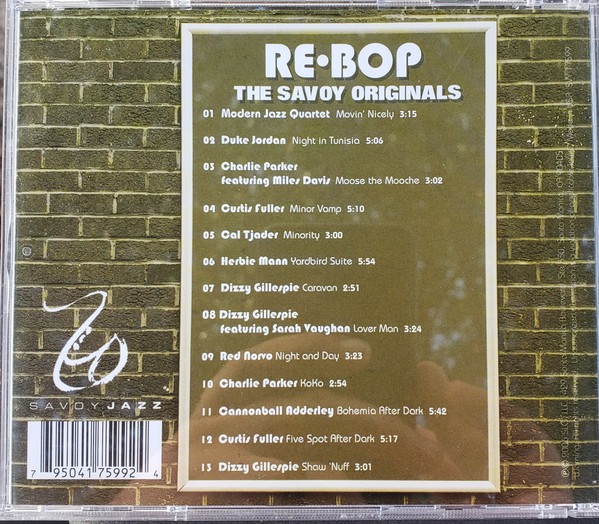 RE•BOP
THE SAVOY ORIGINALS
01 Modern Jazz Quartet Movin' Nicely 3:15
02 Duke Jordan Night in Tunisia 5:06
03 Charlie Parker
featuring Miles Davis Moose the Mooche 3:02
04 Curtis Fuller Minor Vamp 5:10
05 Cal Tjader Minority 3:00
06 Herbie Mann Yardbird Suite 5:54
07 Dizzy Gillespie Caravan 2:51
08 Dizzy Gillespie
featuring Sarah Vaughan Lover Man 3:24
09 Red Norvo Night and Day 3:23
10 Charlie Parker KoKo 2:54
11 Cannonball Adderley Bohemia After Dark 5:42
12 Curtis Fuller Five Spot After Dark 5:17
13 Dizzy Gillespie Shaw 'Nuff 3:01
SAVOY JAZZ
7 95041 75992 4